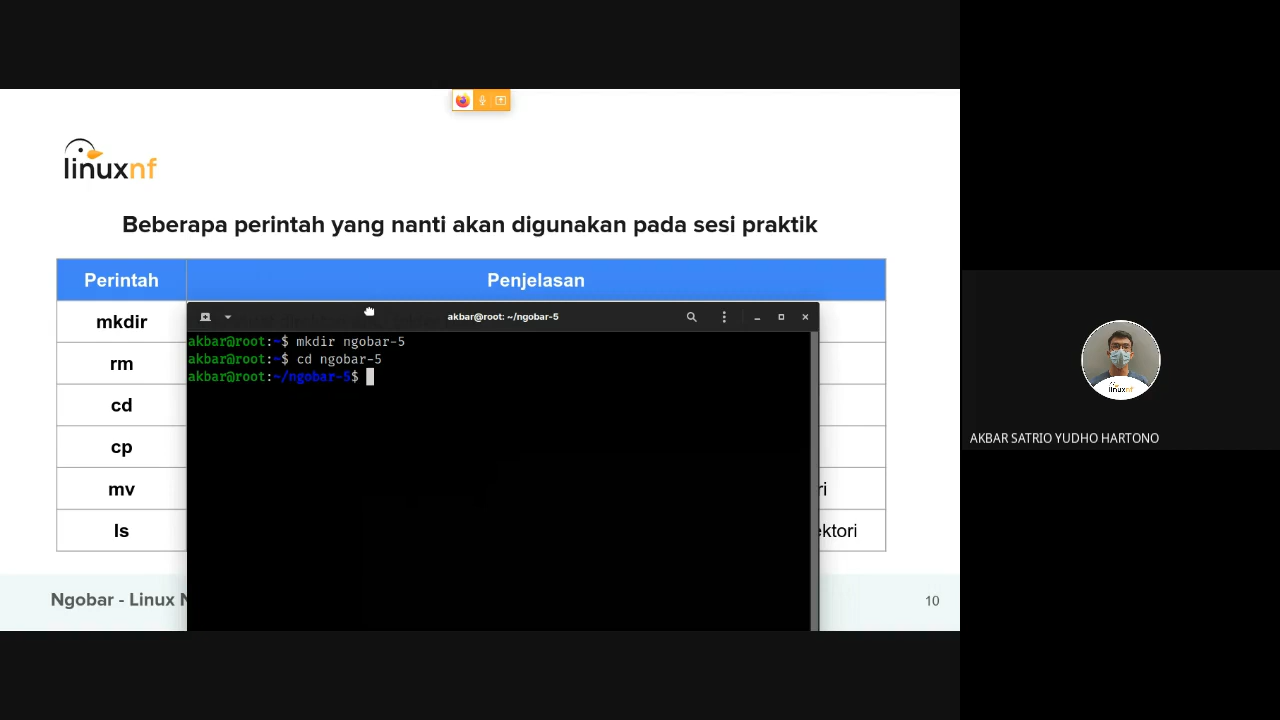 linuxnf
Beberapa perintah yang nanti akan digunakan pada sesi praktik
Perintah Penjelasan
mkdir
rm
cd
cp
mv
ls
akbar@root: ~/ngobar-5
akbar@root:~$ mkdir ngobar-5
akbar@root:~$ cd ngobar-5
akbar@root:~/ngobar-5$
Ngobar - Linux
10
AKBAR SATRIO YUDHO HARTONO
linuxnf